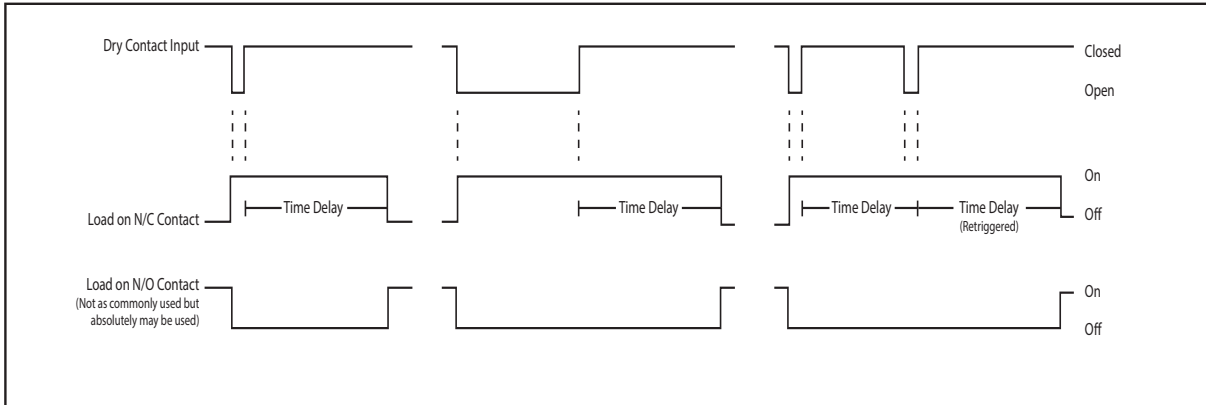 Dry Contact Input
Closed
Open
On
Load on N/C Contact
Time Delay
Time Delay
Time Delay
Time Delay
(Retriggered)
Off
Load on N/O Contact
(Not as commonly used but
absolutely may be used)
On
Off